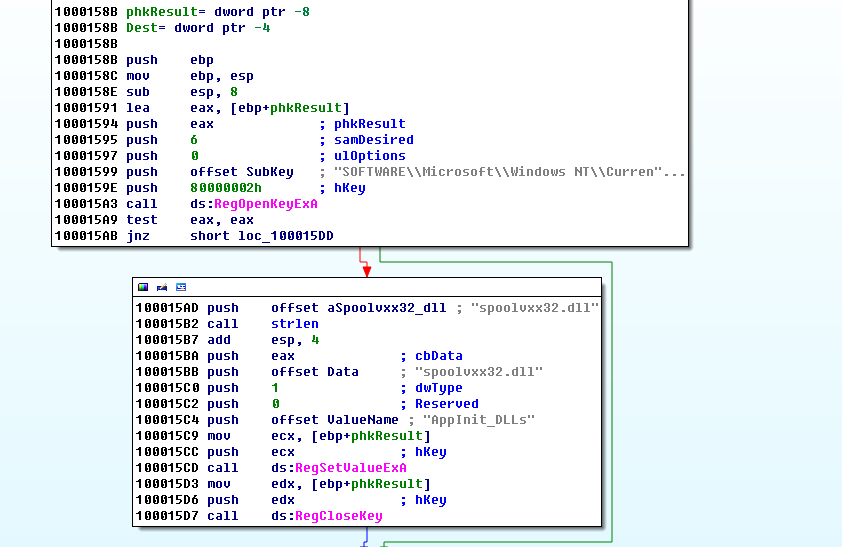 1000158B phkResult= dword ptr -8
1000158B Dest= dword ptr -4
1000158B
1000158B push ebp
1000158C mov ebp, esp
1000158E sub esp, 8
10001591 lea eax, [ebp+phkResult]
10001594 push eax ; phkResult
10001595 push 6 ; samDesired
10001597 push 0 ; ulOptions
10001599 push offset SubKey ; "SOFTWARE\\Microsoft\\Windows NT\\Curren"...
1000159E push 80000002h ; hKey
100015A3 call ds:RegOpenKeyExA
100015A9 test eax, eax
100015AB jnz short loc_100015DD
100015AD push offset aSpoolvxx32_dll ; "spoolvxx32.dll"
100015B2 call strlen
100015B7 add esp, 4
100015BA push eax ; cbData
100015BB push offset Data ; "spoolvxx32.dll"
100015C0 push 1 ; dwType
100015C2 push 0 ; Reserved
100015C4 push offset ValueName ; "AppInit_DLLs"
100015C9 mov ecx, [ebp+phkResult]
100015CC push ecx ; hKey
100015CD call ds:RegSetValueExA
100015D3 mov edx, [ebp+phkResult]
100015D6 push edx ; hKey
100015D7 call ds:RegCloseKey